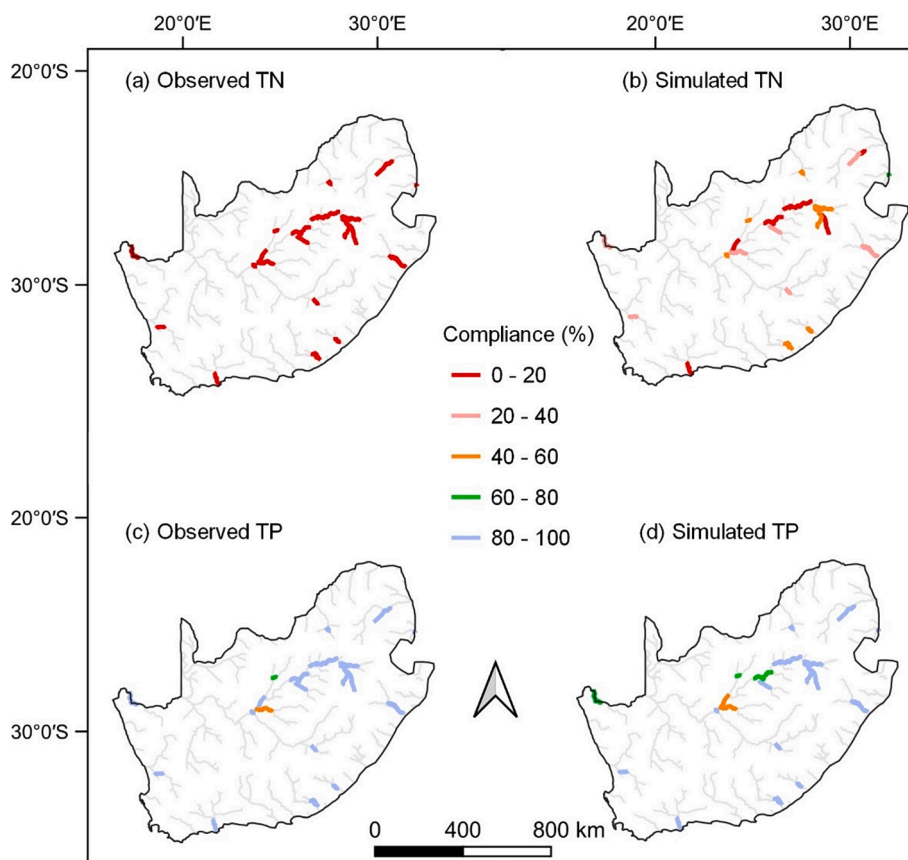 20°0′E 30°0′E 20°0′E 30°0′E
20°0′S
(a) Observed TN (b) Simulated TN
30°0′S
Compliance (%)
0 - 20
20 - 40
40 - 60
60 - 80
80 - 100
20°0′S
(c) Observed TP (d) Simulated TP
30°0′S
0 400 800 km